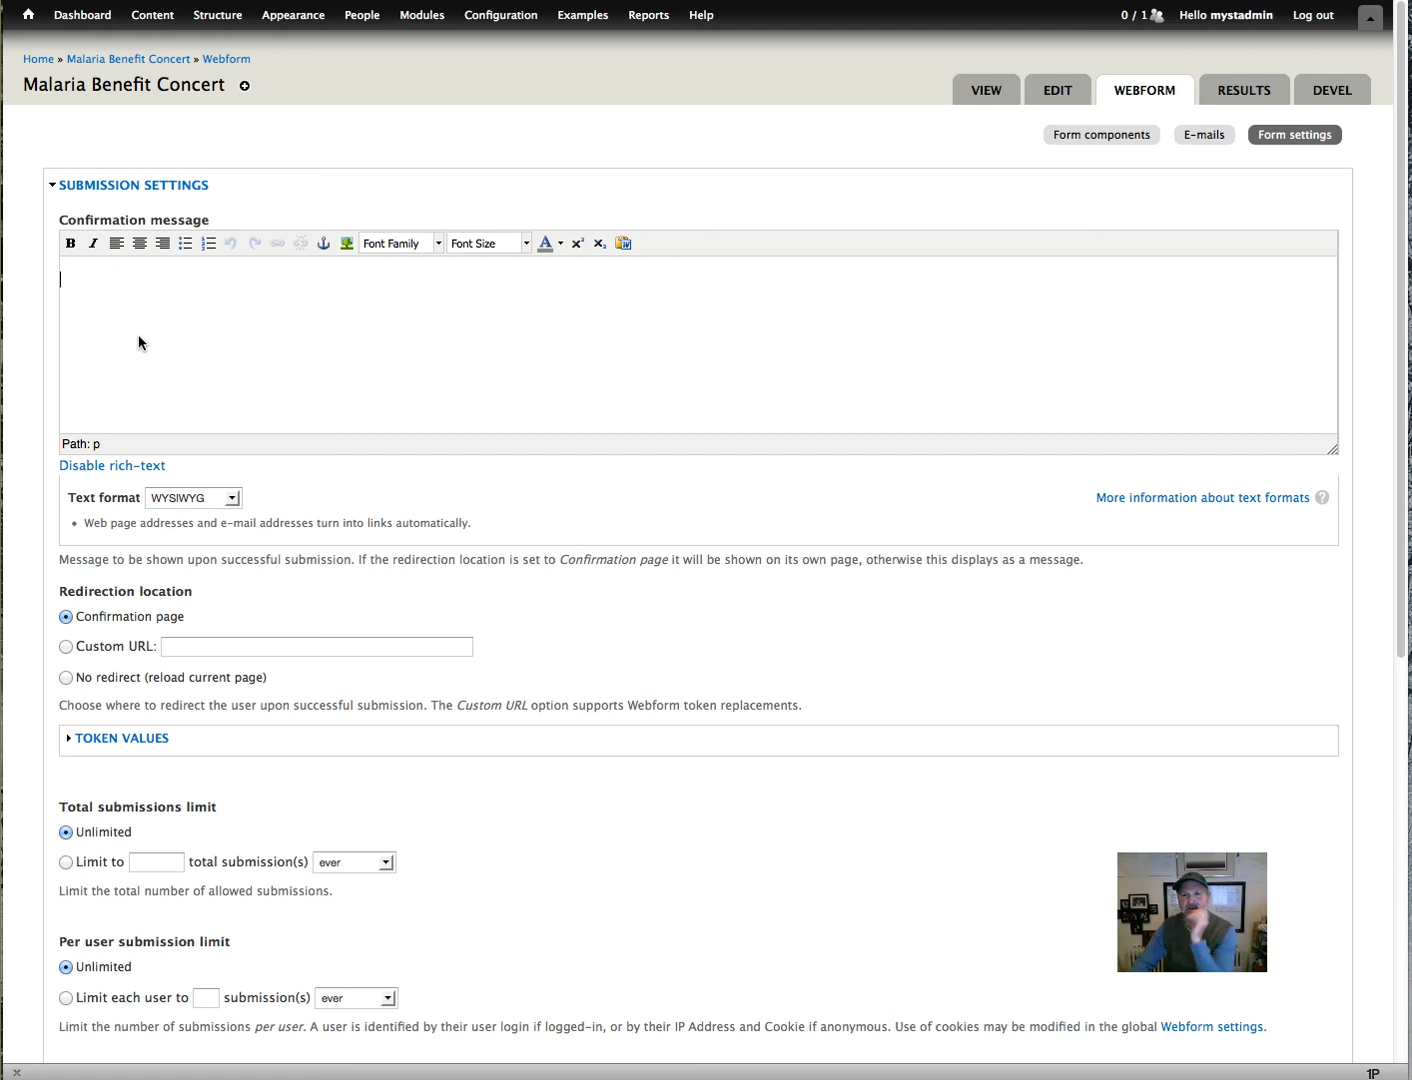 Dashboard Content Structure Appearance People Modules Configuration Examples Reports Help 0 / 1 Hello mystadmin Log out
Home » Malaria Benefit Concert » Webform
Malaria Benefit Concert
VIEW EDIT WEBFORM RESULTS DEVEL
Form components E-mails Form settings
SUBMISSION SETTINGS
Confirmation message
B I Font Family Font Size A x² x₂
Path: p
Disable rich-text
Text format WYSIWYG More information about text formats ?
• Web page addresses and e-mail addresses turn into links automatically.
Message to be shown upon successful submission. If the redirection location is set to Confirmation page it will be shown on its own page, otherwise this displays as a message.
Redirection location
Confirmation page
Custom URL:
No redirect (reload current page)
Choose where to redirect the user upon successful submission. The Custom URL option supports Webform token replacements.
TOKEN VALUES
Total submissions limit
Unlimited
Limit to total submission(s) ever
Limit the total number of allowed submissions.
Per user submission limit
Unlimited
Limit each user to submission(s) ever
Limit the number of submissions per user. A user is identified by their user login if logged-in, or by their IP Address and Cookie if anonymous. Use of cookies may be modified in the global Webform settings.
1P